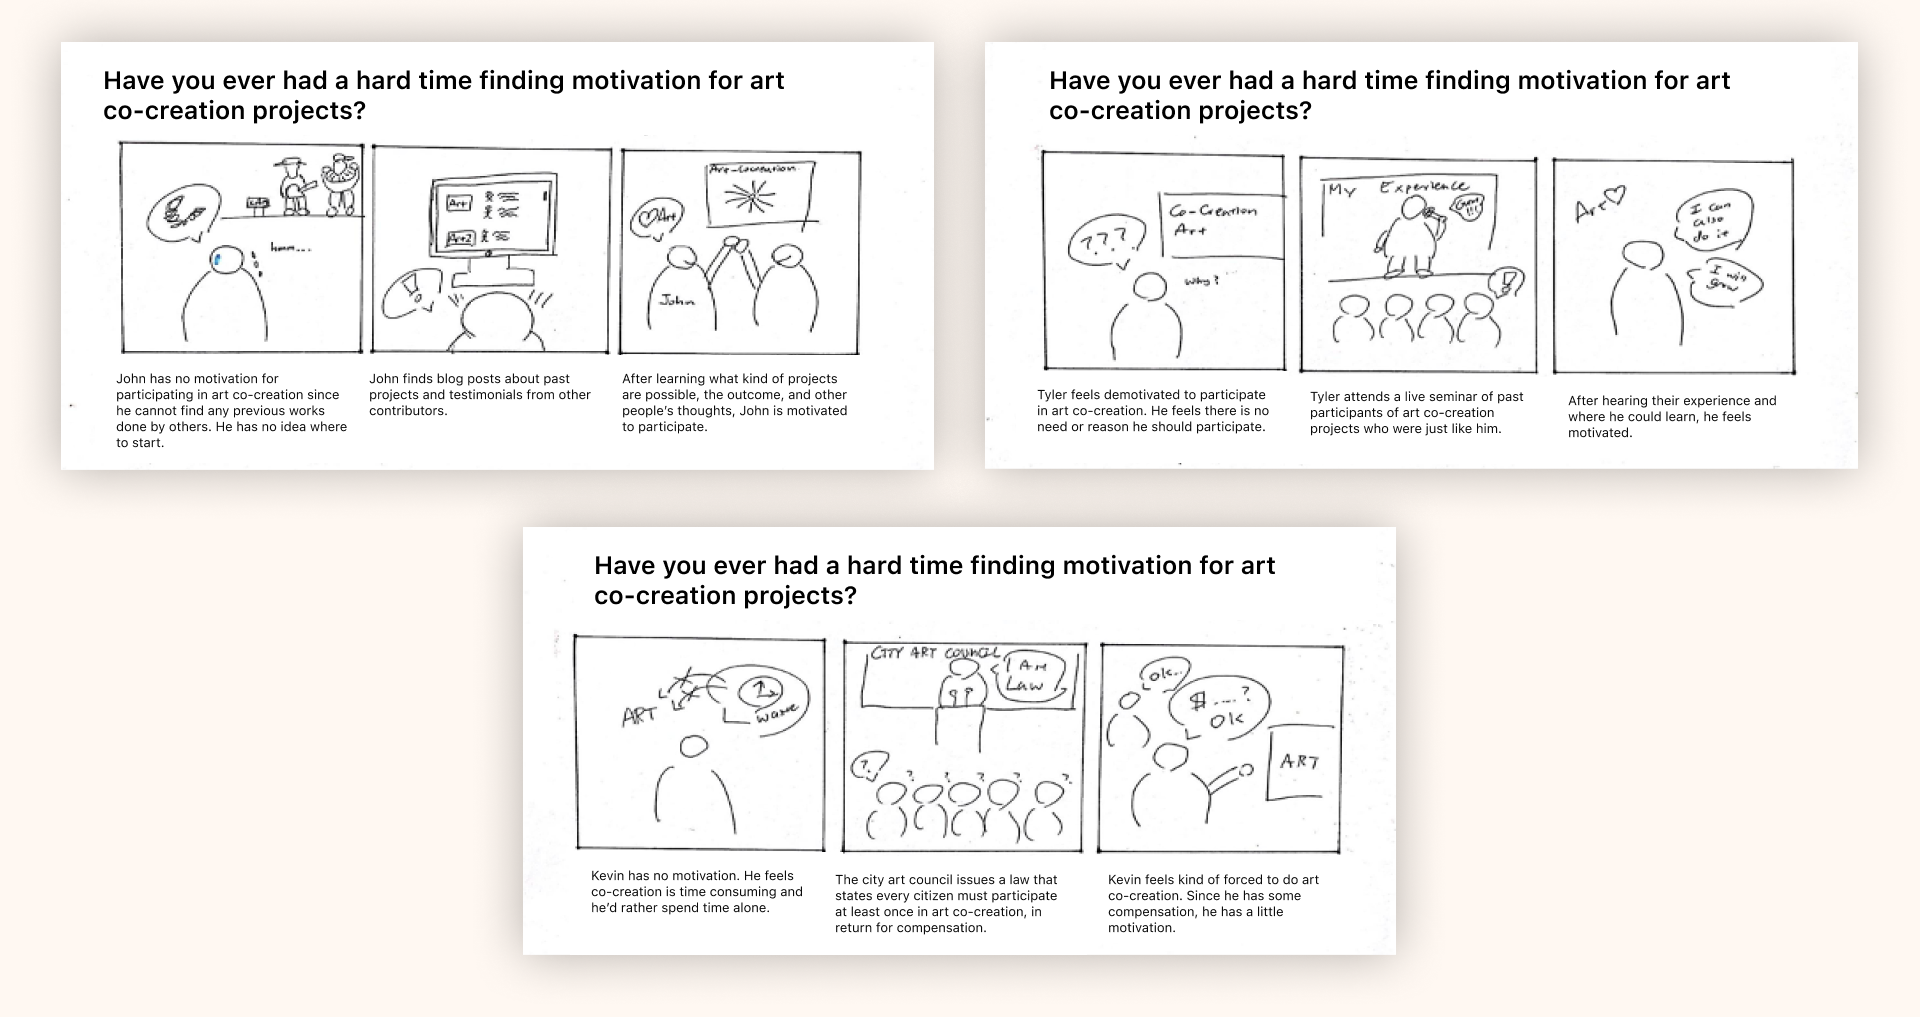 Have you ever had a hard time finding motivation for art
co-creation projects?
hmm...
Art
Art2
Art-Cocreation
Art
John
John has no motivation for
participating in art co-creation since
he cannot find any previous works
done by others. He has no idea where
to start.
John finds blog posts about past
projects and testimonials from other
contributors.
After learning what kind of projects
are possible, the outcome, and other
people's thoughts, John is motivated
to participate.
Have you ever had a hard time finding motivation for art
co-creation projects?
???
Co-Creation
Art
Why?
My Experience
!
Art
I can
also
do it
I will
grow
Tyler feels demotivated to participate
in art co-creation. He feels there is no
need or reason he should participate.
Tyler attends a live seminar of past
participants of art co-creation
projects who were just like him.
After hearing their experience and
where he could learn, he feels
motivated.
Have you ever had a hard time finding motivation for art
co-creation projects?
ART
CITY ART COUNCIL
I Am
Law
?
? ? ? ? ?
Ok..
$ ....?
Ok
ART
Kevin has no motivation. He feels
co-creation is time consuming and
he'd rather spend time alone.
The city art council issues a law that
states every citizen must participate
at least once in art co-creation, in
return for compensation.
Kevin feels kind of forced to do art
co-creation. Since he has some
compensation, he has a little
motivation.